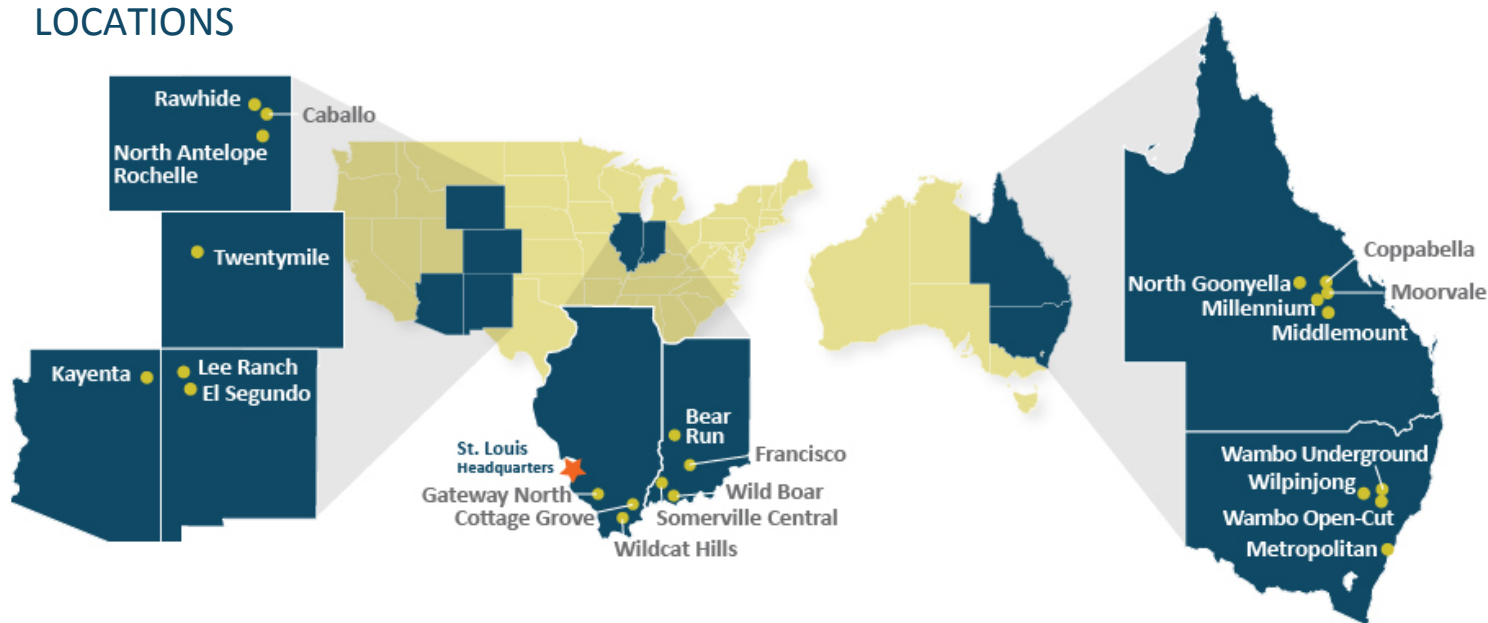 LOCATIONS
Rawhide
Caballo
North Antelope
Rochelle
Twentymile
Kayenta
Lee Ranch
El Segundo
St. Louis
Headquarters
Gateway North
Cottage Grove
Wildcat Hills
Bear
Run
Francisco
Wild Boar
Somerville Central
Coppabella
North Goonyella
Moorvale
Millennium
Middlemount
Wambo Underground
Wilpinjong
Wambo Open-Cut
Metropolitan